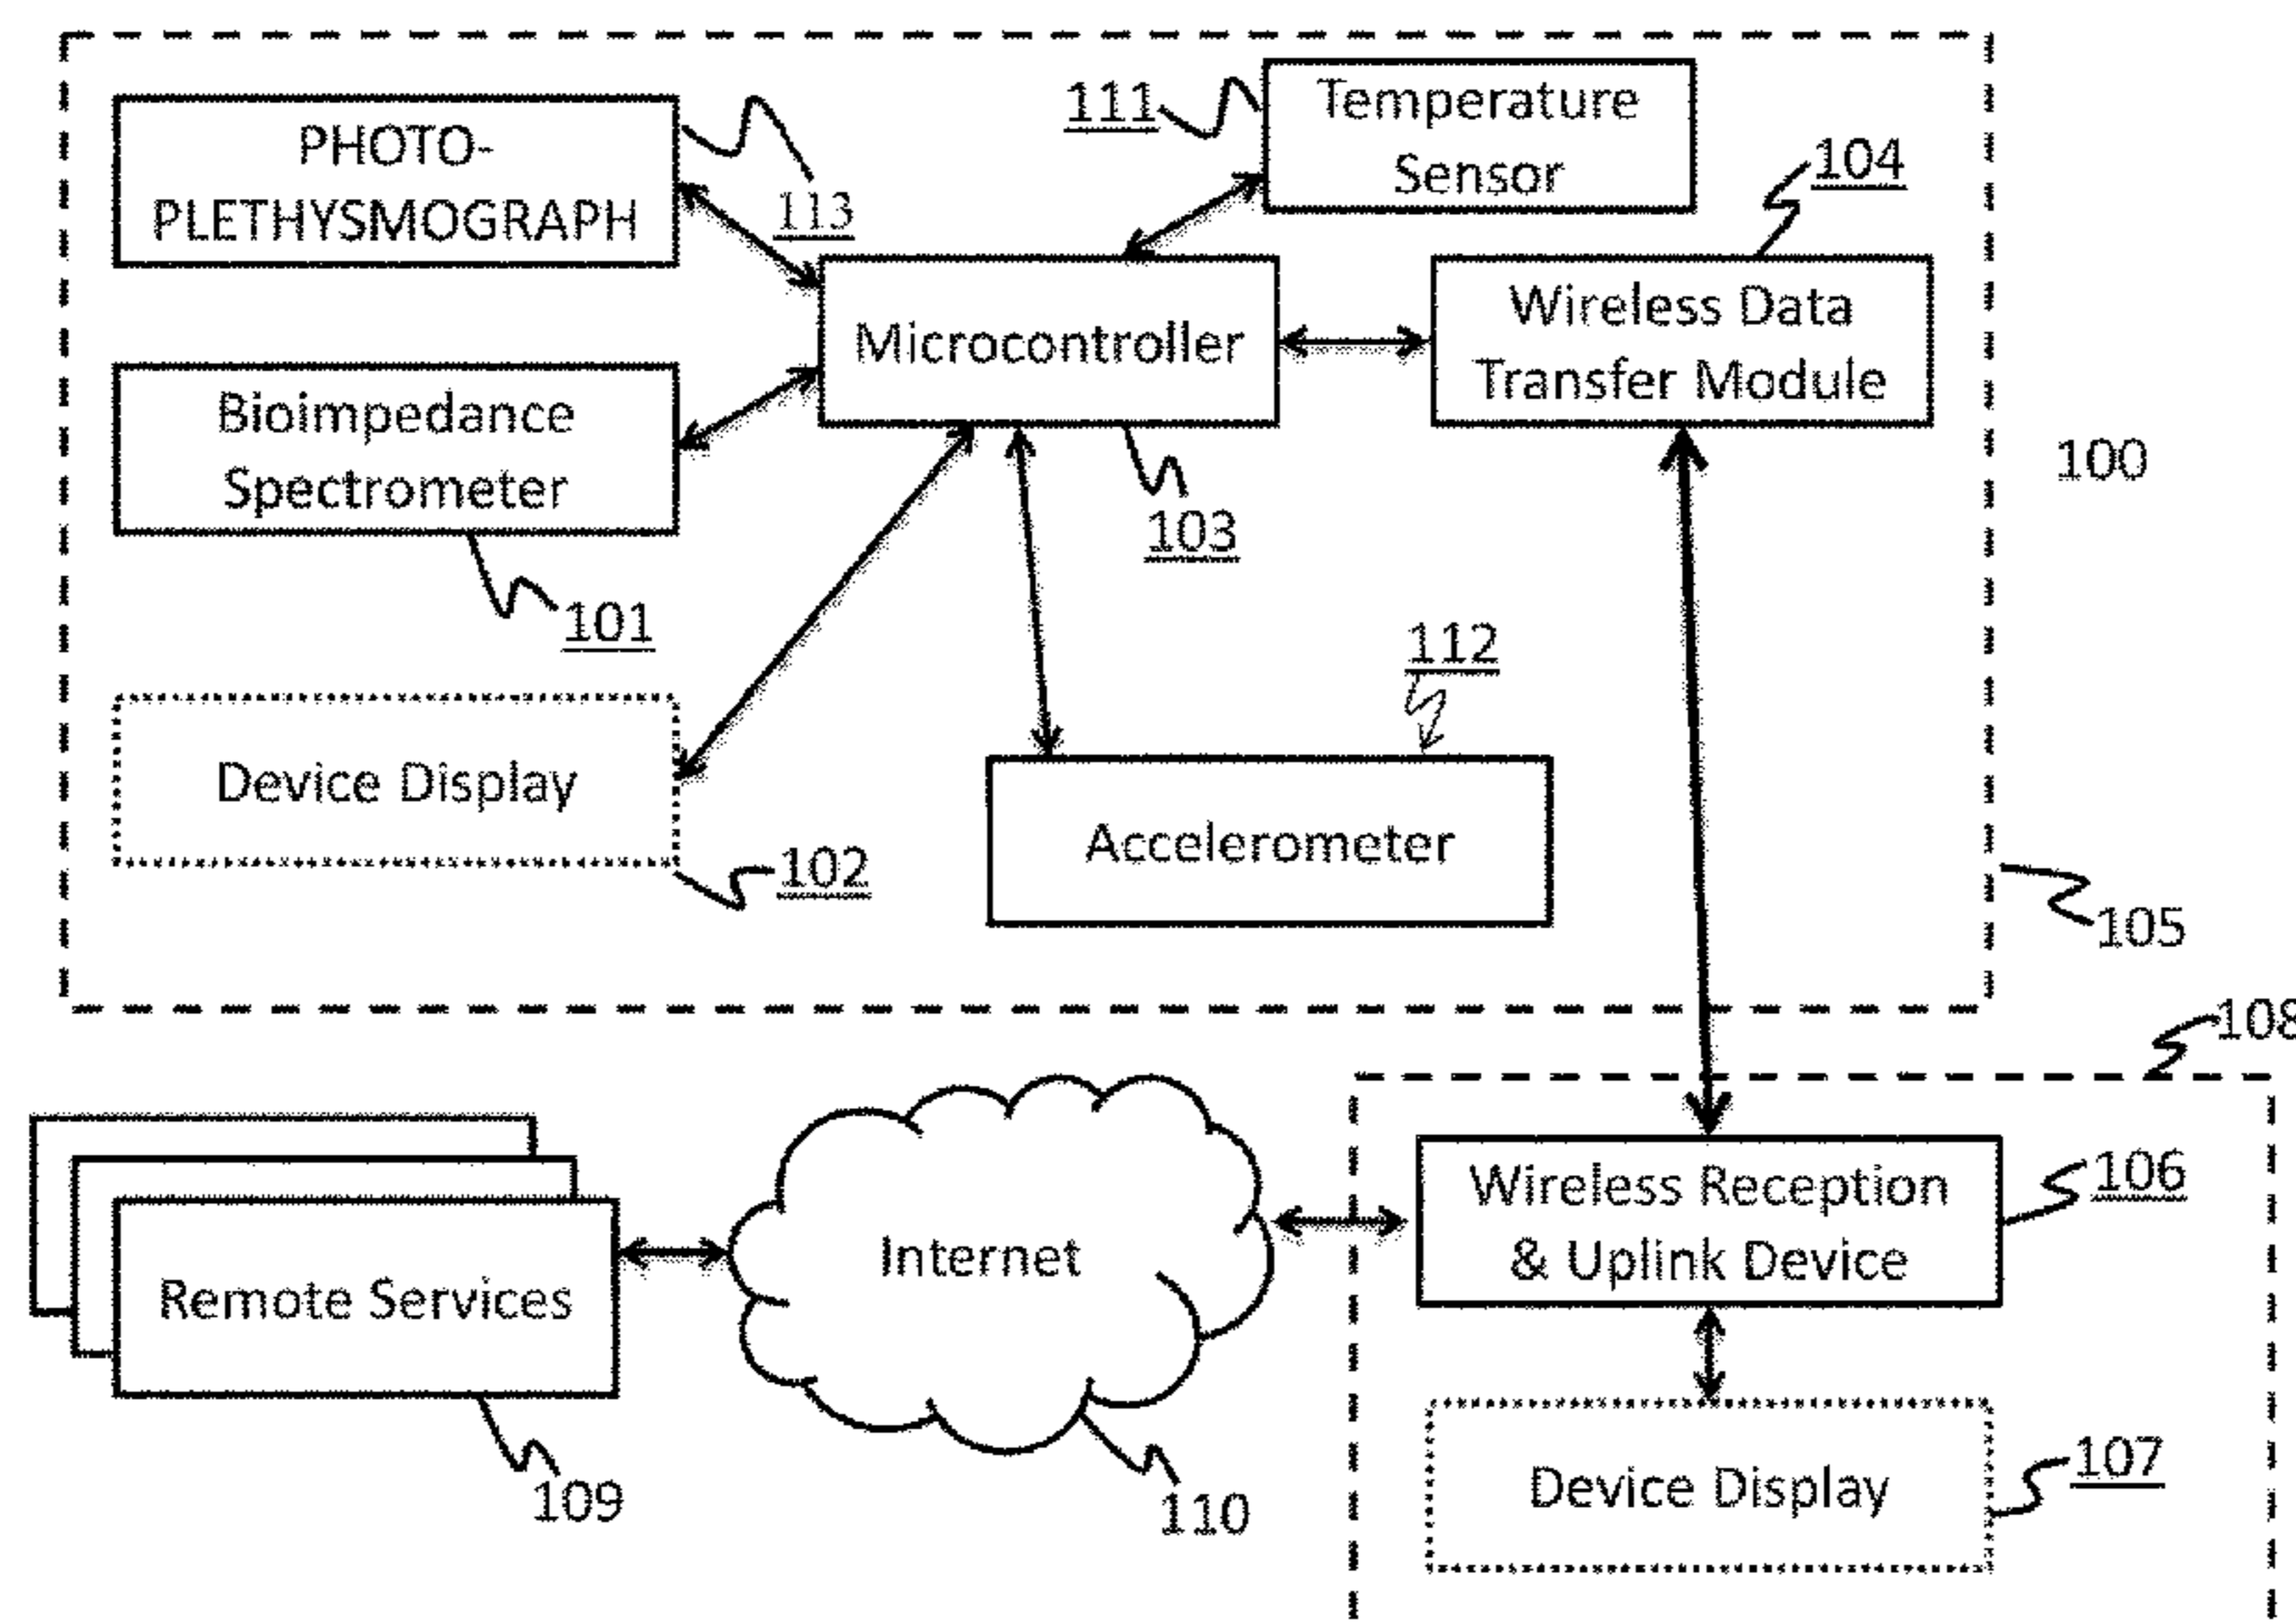 PHOTO-
PLETHYSMOGRAPH
113
111
Temperature
Sensor
104
Microcontroller
103
Wireless Data
Transfer Module
100
Bioimpedance
Spectrometer
101
112
Device Display
102
Accelerometer
105
108
Remote Services
109
Internet
110
Wireless Reception
& Uplink Device
106
Device Display
107